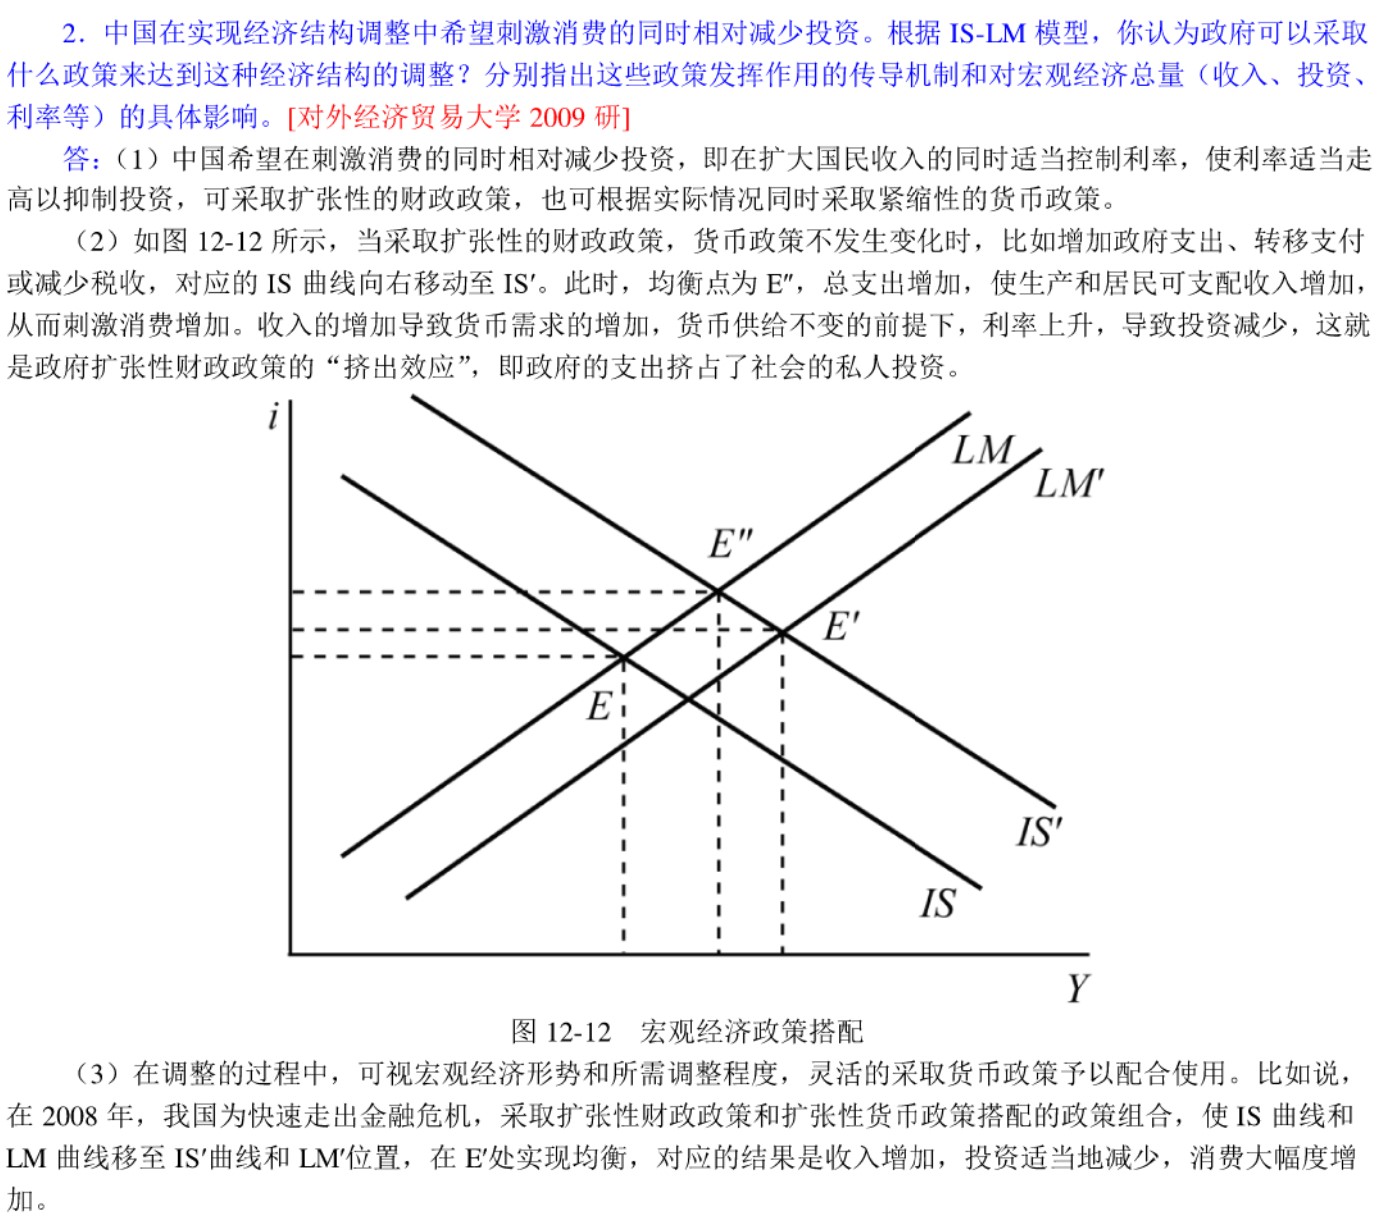 2．中国在实现经济结构调整中希望刺激消费的同时相对减少投资。根据 IS-LM 模型，你认为政府可以采取
什么政策来达到这种经济结构的调整？分别指出这些政策发挥作用的传导机制和对宏观经济总量（收入、投资、
利率等）的具体影响。[对外经济贸易大学 2009 研]
答：（1）中国希望在刺激消费的同时相对减少投资，即在扩大国民收入的同时适当控制利率，使利率适当走
高以抑制投资，可采取扩张性的财政政策，也可根据实际情况同时采取紧缩性的货币政策。
（2）如图 12-12 所示，当采取扩张性的财政政策，货币政策不发生变化时，比如增加政府支出、转移支付
或减少税收，对应的 IS 曲线向右移动至 IS′。此时，均衡点为 E″，总支出增加，使生产和居民可支配收入增加，
从而刺激消费增加。收入的增加导致货币需求的增加，货币供给不变的前提下，利率上升，导致投资减少，这就
是政府扩张性财政政策的“挤出效应”，即政府的支出挤占了社会的私人投资。
i
LM
LM′
E″
E′
E
IS′
IS
Y
图 12-12 宏观经济政策搭配
（3）在调整的过程中，可视宏观经济形势和所需调整程度，灵活的采取货币政策予以配合使用。比如说，
在 2008 年，我国为快速走出金融危机，采取扩张性财政政策和扩张性货币政策搭配的政策组合，使 IS 曲线和
LM 曲线移至 IS′曲线和 LM′位置，在 E′处实现均衡，对应的结果是收入增加，投资适当地减少，消费大幅度增
加。